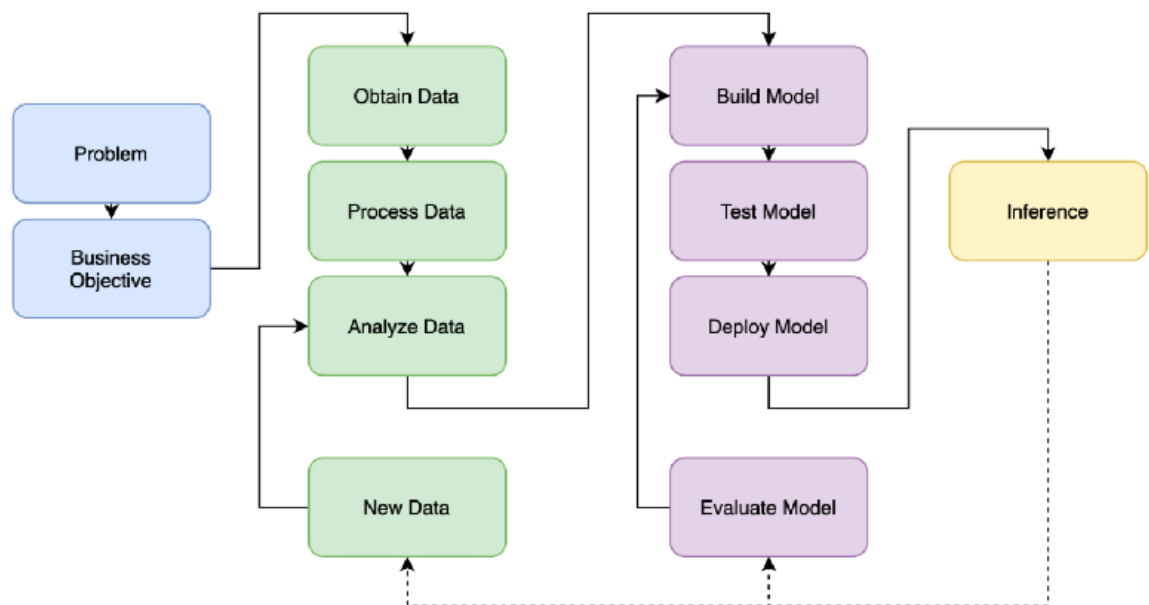 Problem
Business
Objective
Obtain Data
Process Data
Analyze Data
New Data
Build Model
Test Model
Deploy Model
Evaluate Model
Inference